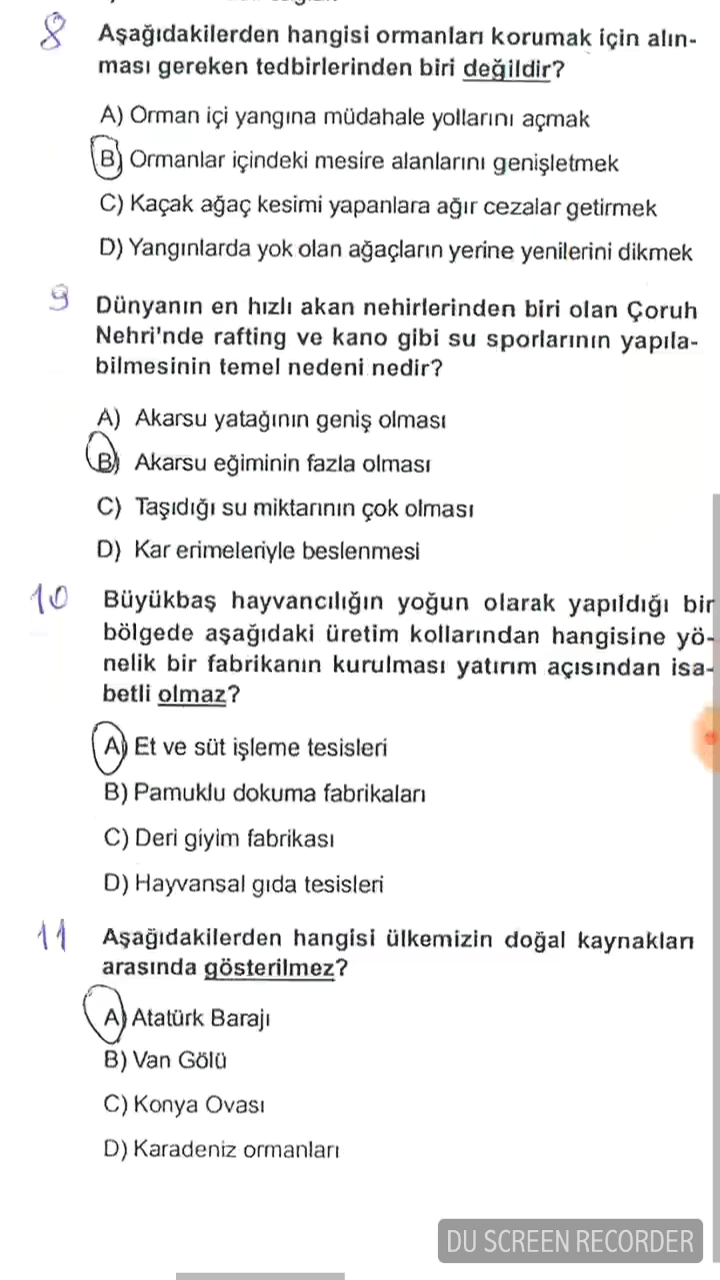 8 Aşağıdakilerden hangisi ormanları korumak için alın-
ması gereken tedbirlerinden biri değildir?
A) Orman içi yangına müdahale yollarını açmak
B) Ormanlar içindeki mesire alanlarını genişletmek
C) Kaçak ağaç kesimi yapanlara ağır cezalar getirmek
D) Yangınlarda yok olan ağaçların yerine yenilerini dikmek
9 Dünyanın en hızlı akan nehirlerinden biri olan Çoruh
Nehri'nde rafting ve kano gibi su sporlarının yapıla-
bilmesinin temel nedeni nedir?
A) Akarsu yatağının geniş olması
B) Akarsu eğiminin fazla olması
C) Taşıdığı su miktarının çok olması
D) Kar erimeleriyle beslenmesi
10 Büyükbaş hayvancılığın yoğun olarak yapıldığı bir
bölgede aşağıdaki üretim kollarından hangisine yö-
nelik bir fabrikanın kurulması yatırım açısından isa-
betli olmaz?
A) Et ve süt işleme tesisleri
B) Pamuklu dokuma fabrikaları
C) Deri giyim fabrikası
D) Hayvansal gıda tesisleri
11 Aşağıdakilerden hangisi ülkemizin doğal kaynakları
arasında gösterilmez?
A) Atatürk Barajı
B) Van Gölü
C) Konya Ovası
D) Karadeniz ormanları
DU SCREEN RECORDER